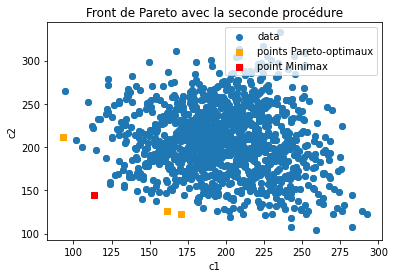 Front de Pareto avec la seconde procédure
data
points Pareto-optimaux
point Minimax
350
300
250
200
150
100
c2
100 125 150 175 200 225 250 275 300
c1